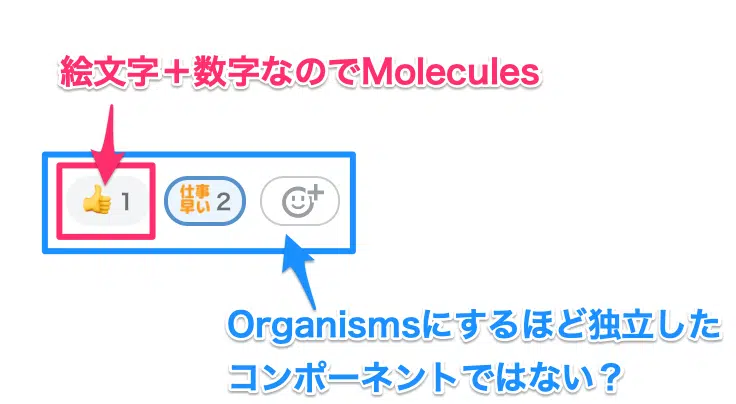 絵文字＋数字なのでMolecules
👍 1
仕事
早い 2
Organismsにするほど独立した
コンポーネントではない？